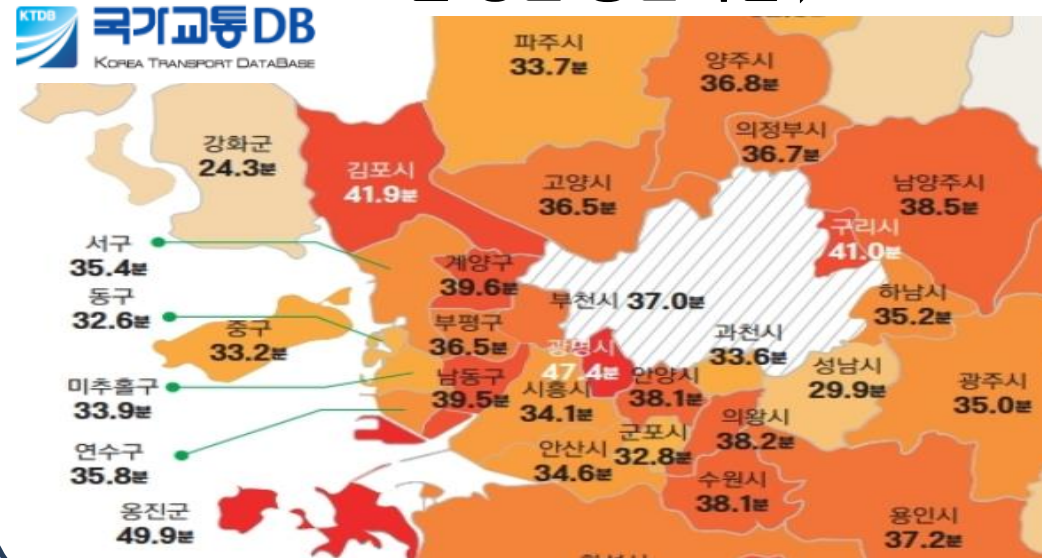 KTDB
국가교통DB
KOREA TRANSPORT DATABASE
파주시
33.7분
양주시
36.8분
강화군
24.3분
김포시
41.9분
고양시
36.5분
의정부시
36.7분
남양주시
38.5분
구리시
41.0분
서구
35.4분
계양구
39.6분
동구
32.6분
중구
33.2분
부평구
36.5분
부천시 37.0분
과천시
33.6분
하남시
35.2분
광명시
47.4분
미추홀구
33.9분
남동구
39.5분
시흥시
34.1분
안양시
38.1분
성남시
29.9분
광주시
35.0분
연수구
35.8분
안산시
34.6분
군포시
32.8분
의왕시
38.2분
수원시
38.1분
옹진군
49.9분
용인시
37.2분